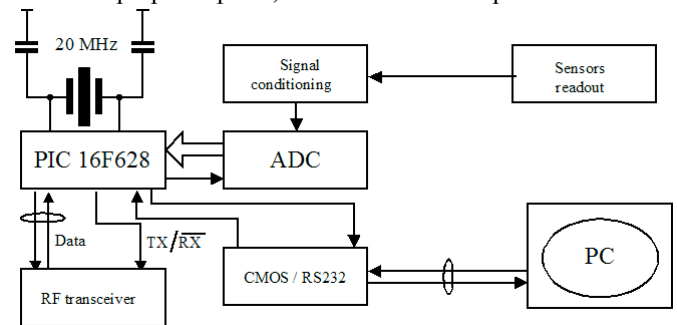 20 MHz
Signal
conditioning
Sensors
readout
PIC 16F628
ADC
Data
TX/RX
CMOS / RS232
PC
RF transceiver